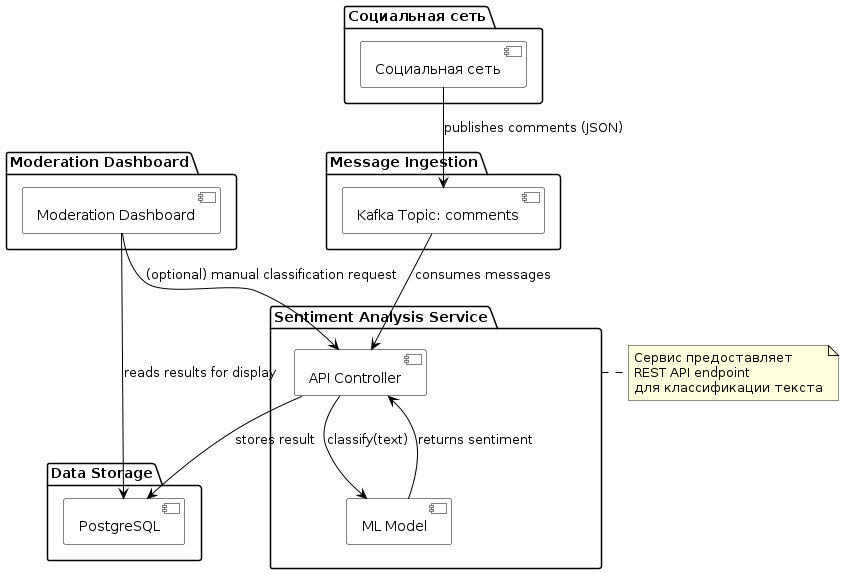 Социальная сеть
Социальная сеть
publishes comments (JSON)
Moderation Dashboard
Message Ingestion
Moderation Dashboard
Kafka Topic: comments
(optional) manual classification request
consumes messages
Sentiment Analysis Service
Сервис предоставляет
REST API endpoint
для классификации текста
API Controller
reads results for display
stores result
classify(text)
returns sentiment
Data Storage
PostgreSQL
ML Model